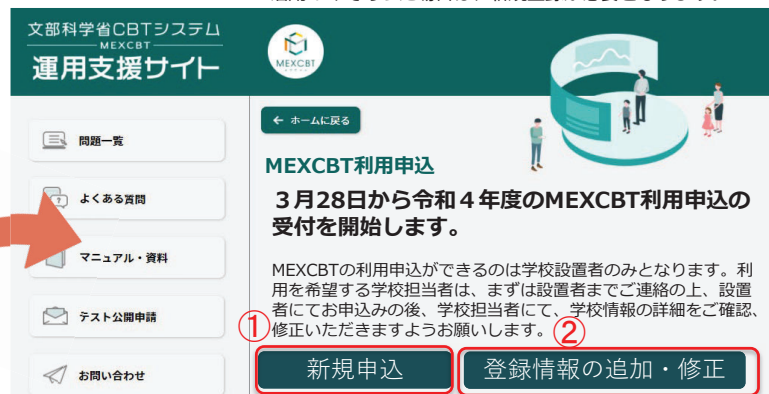 文部科学省CBTシステム
MEXCBT
運用支援サイト
MEXCBT
← ホームに戻る
問題一覧
よくある質問
マニュアル・資料
テスト公開申請
お問い合わせ
MEXCBT利用申込
3月28日から令和4年度のMEXCBT利用申込の
受付を開始します。
MEXCBTの利用申込ができるのは学校設置者のみとなります。利
用を希望する学校担当者は、まずは設置者までご連絡の上、設置
者にてお申込みの後、学校担当者にて、学校情報の詳細をご確認、
修正いただきますようお願いします。
①
新規申込
②
登録情報の追加・修正